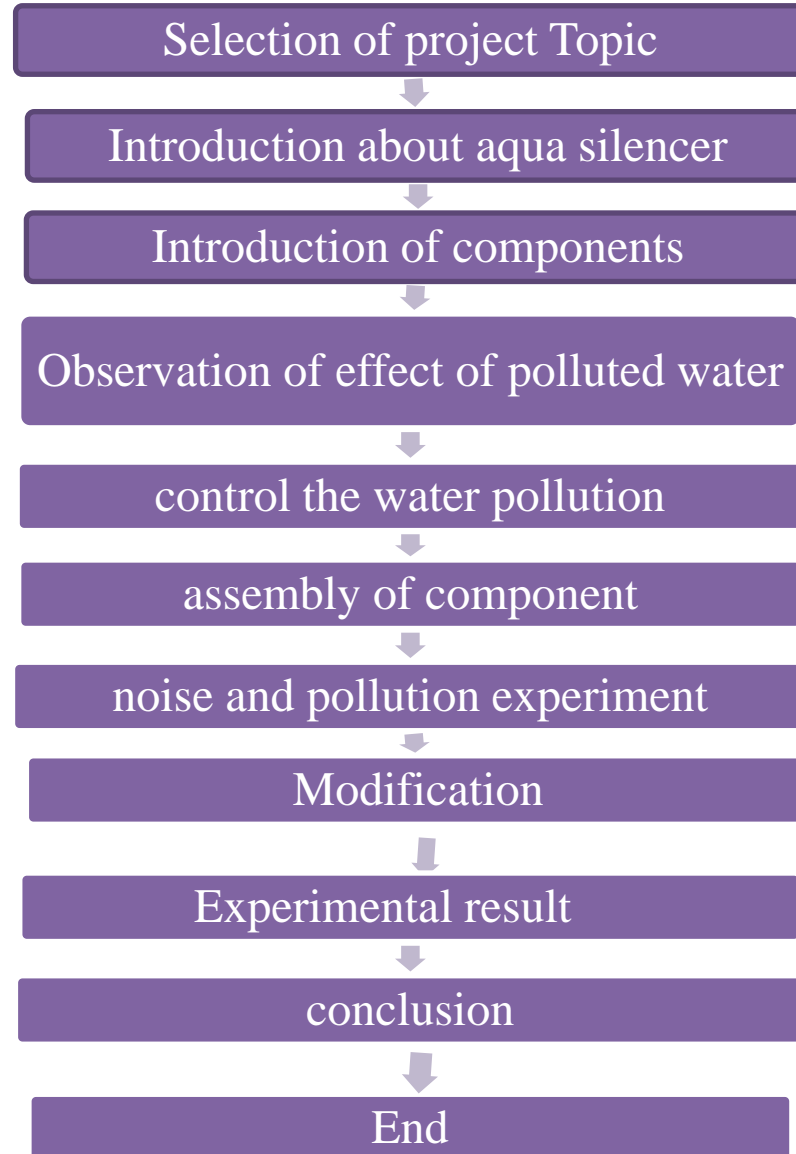 Selection of project Topic
Introduction about aqua silencer
Introduction of components
Observation of effect of polluted water
control the water pollution
assembly of component
noise and pollution experiment
Modification
Experimental result
conclusion
End